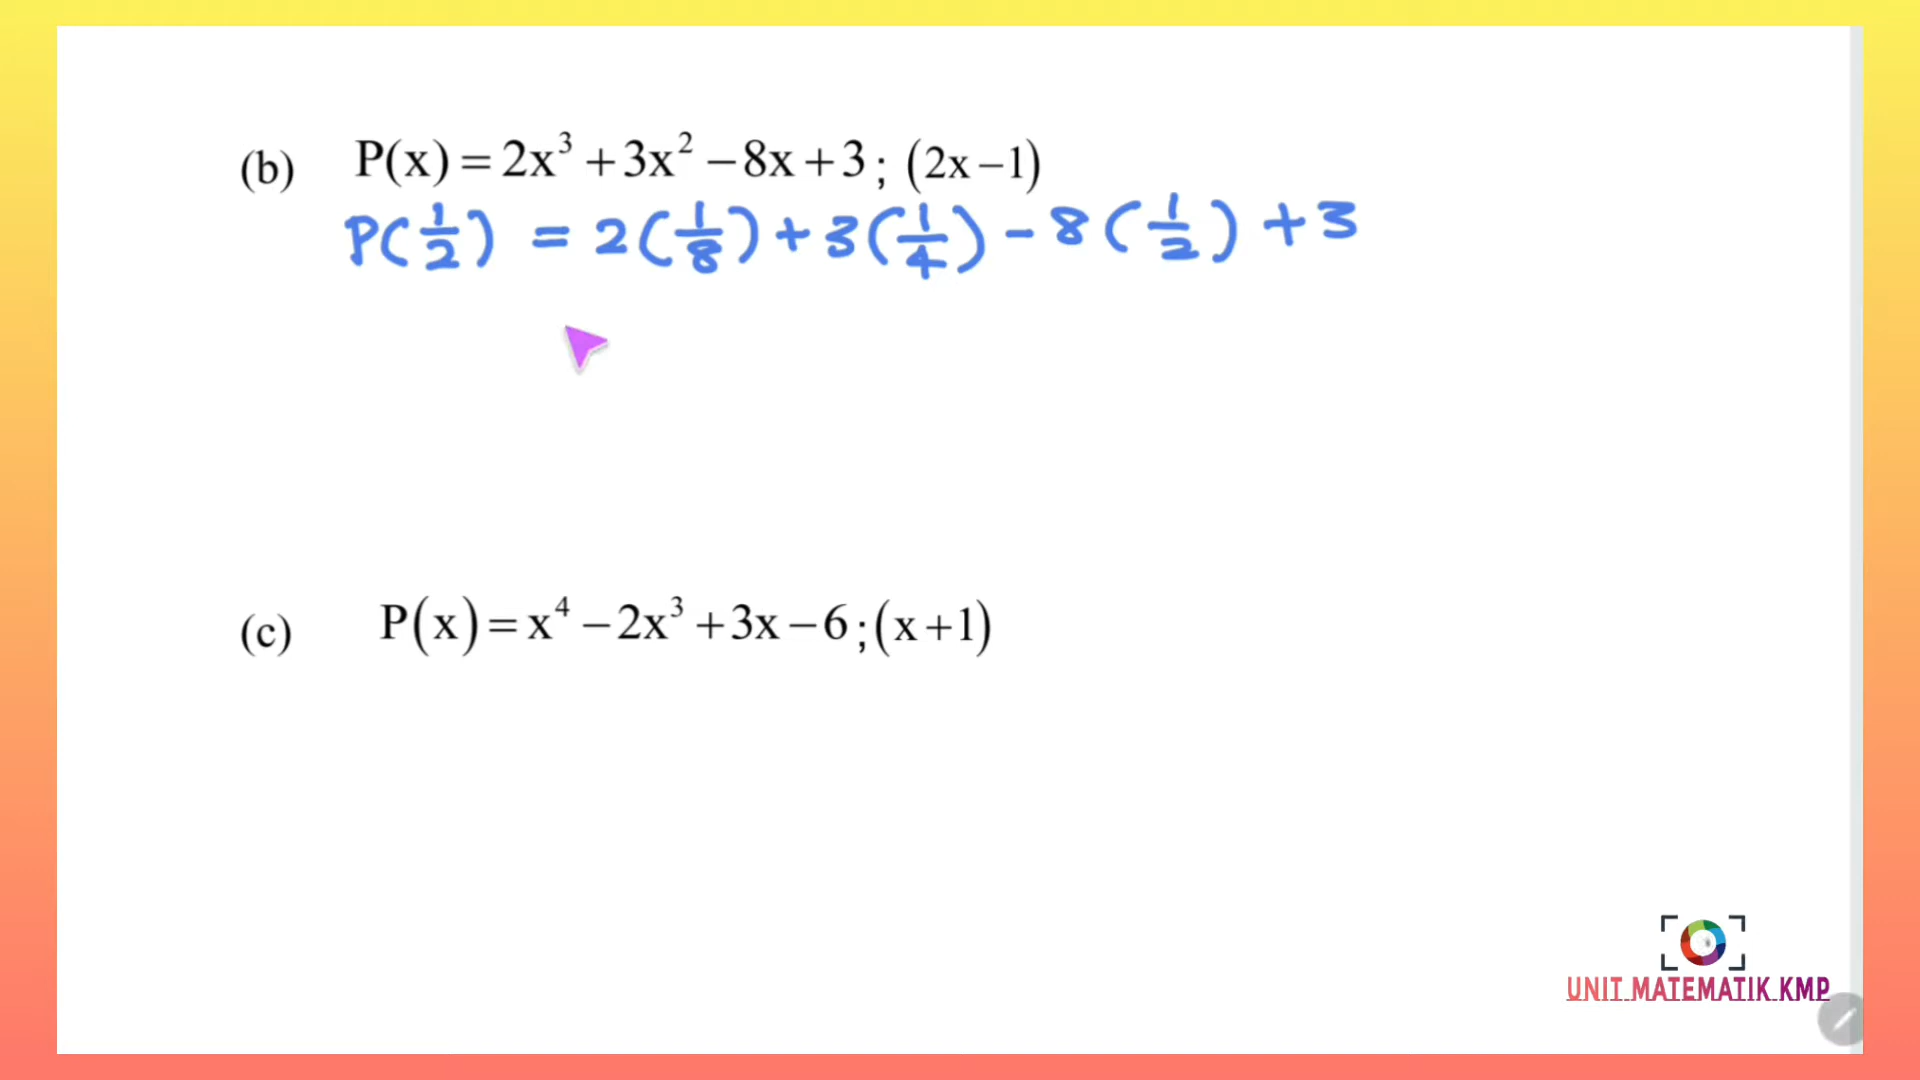 (b) P(x) = 2x³ + 3x² − 8x + 3 ; (2x − 1)
P(1/2) = 2(1/8) + 3(1/4) − 8(1/2) + 3
(c) P(x) = x⁴ − 2x³ + 3x − 6 ; (x + 1)
UNIT MATEMATIK KMP